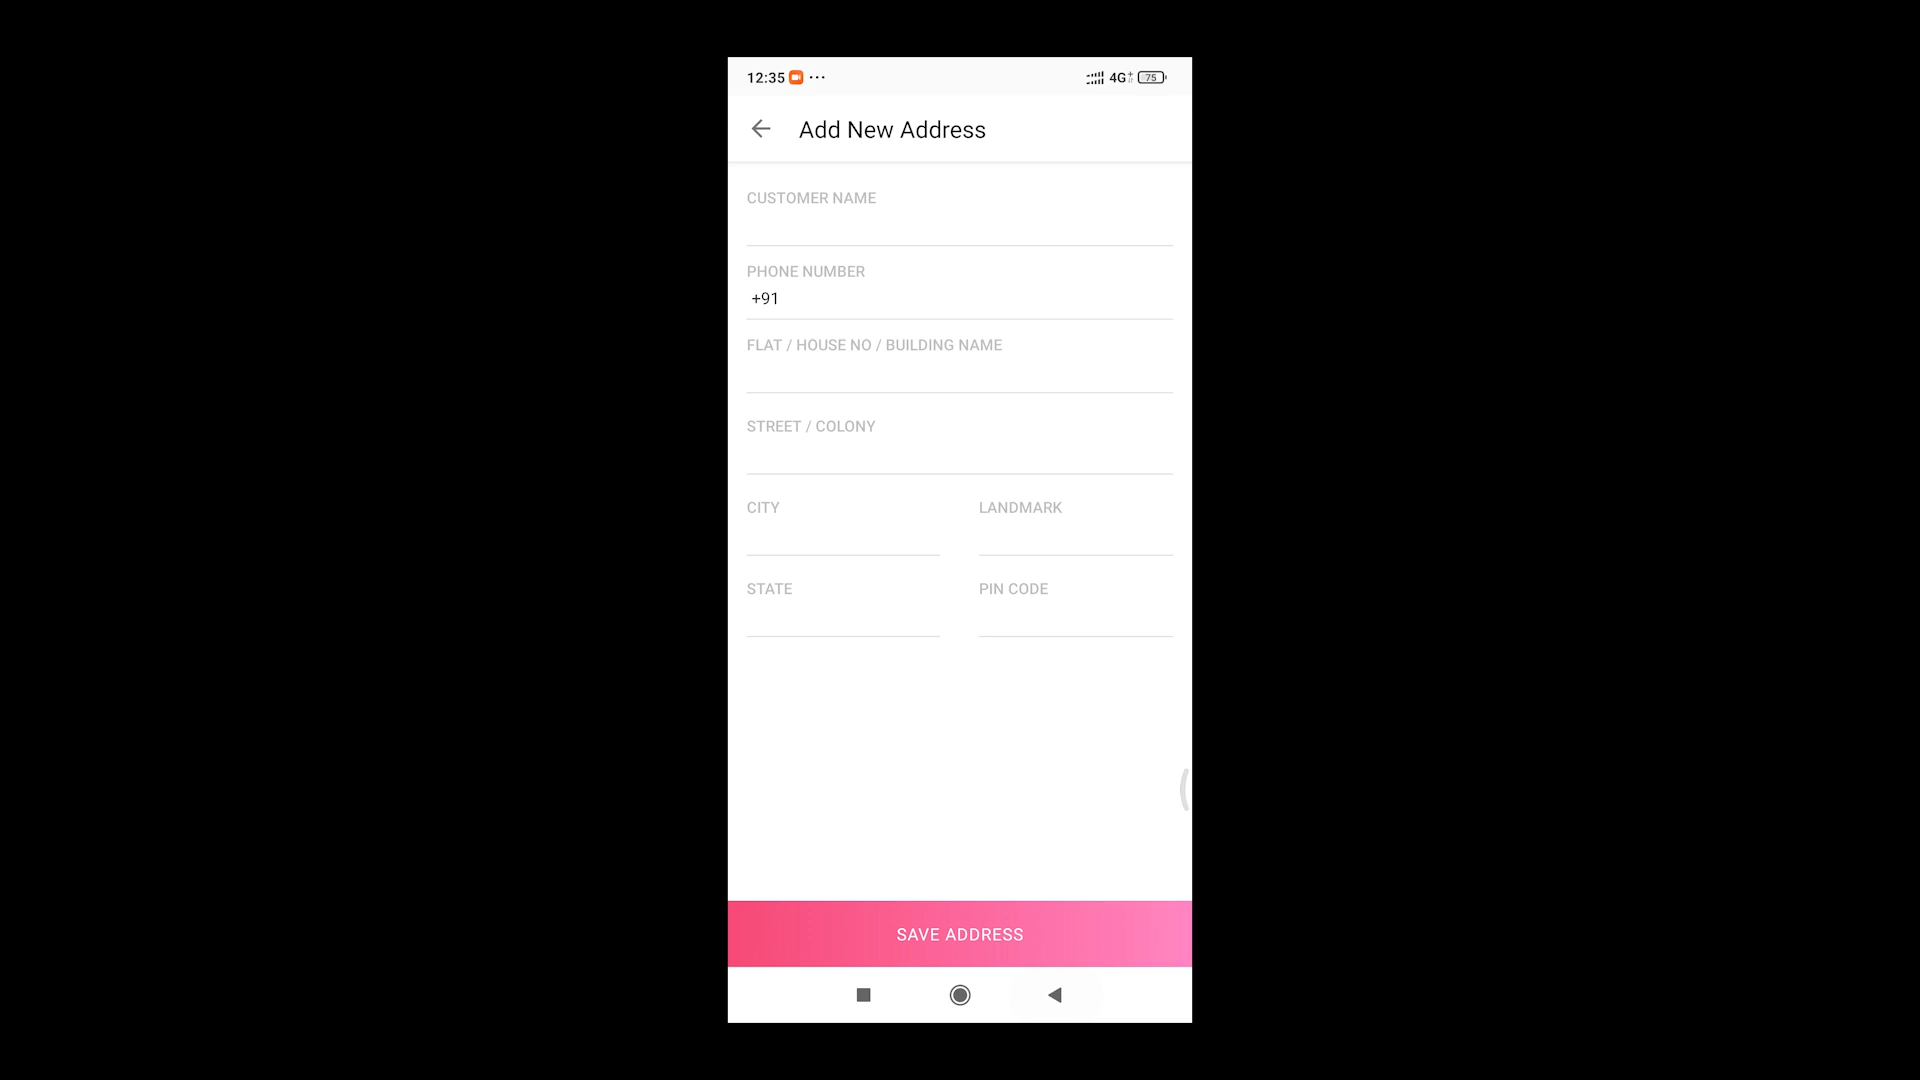 12:35 ... 4G+ 75
Add New Address
CUSTOMER NAME
PHONE NUMBER
+91
FLAT / HOUSE NO / BUILDING NAME
STREET / COLONY
CITY LANDMARK
STATE PIN CODE
SAVE ADDRESS